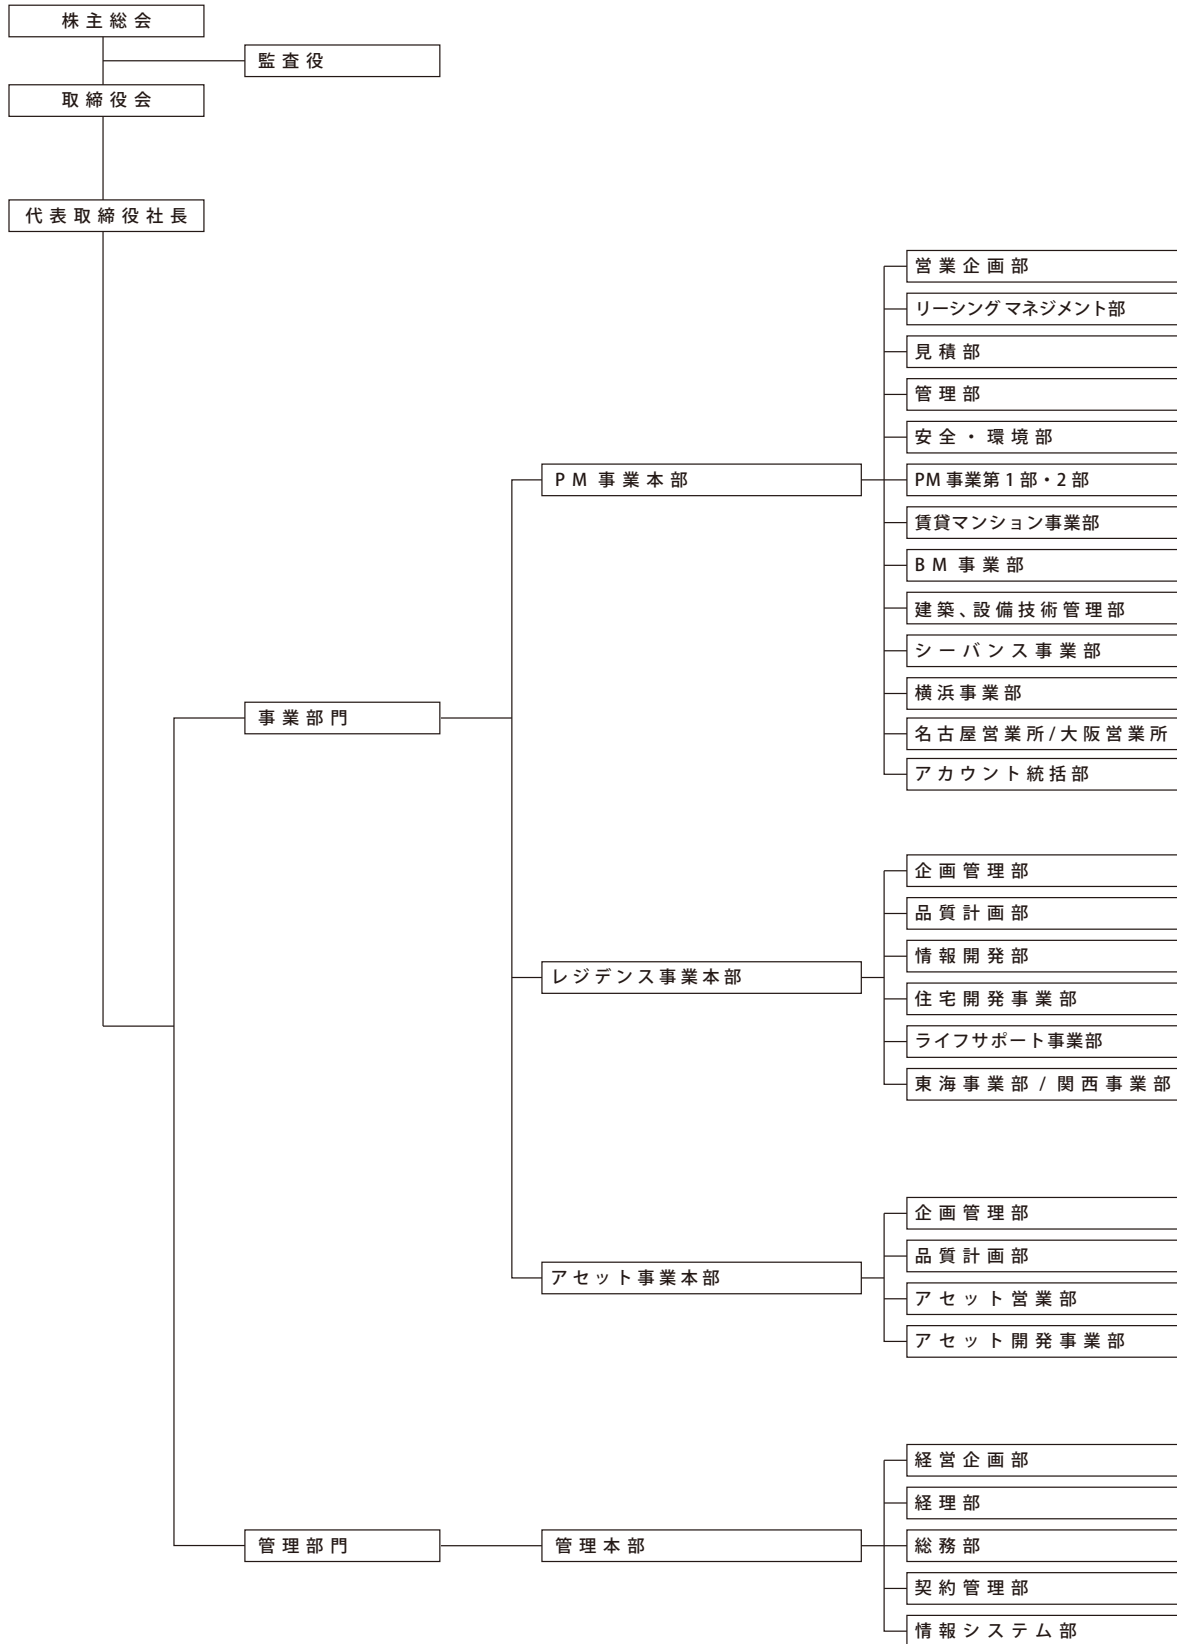 株主総会
監査役
取締役会
代表取締役社長
事業部門
PM 事業本部
営業企画部
リーシングマネジメント部
見積部
管理部
安全・環境部
PM事業第1部・2部
賃貸マンション事業部
BM 事業部
建築、設備技術管理部
シーバンス事業部
横浜事業部
名古屋営業所/大阪営業所
アカウント統括部
レジデンス事業本部
企画管理部
品質計画部
情報開発部
住宅開発事業部
ライフサポート事業部
東海事業部 / 関西事業部
アセット事業本部
企画管理部
品質計画部
アセット営業部
アセット開発事業部
管理部門
管理本部
経営企画部
経理部
総務部
契約管理部
情報システム部